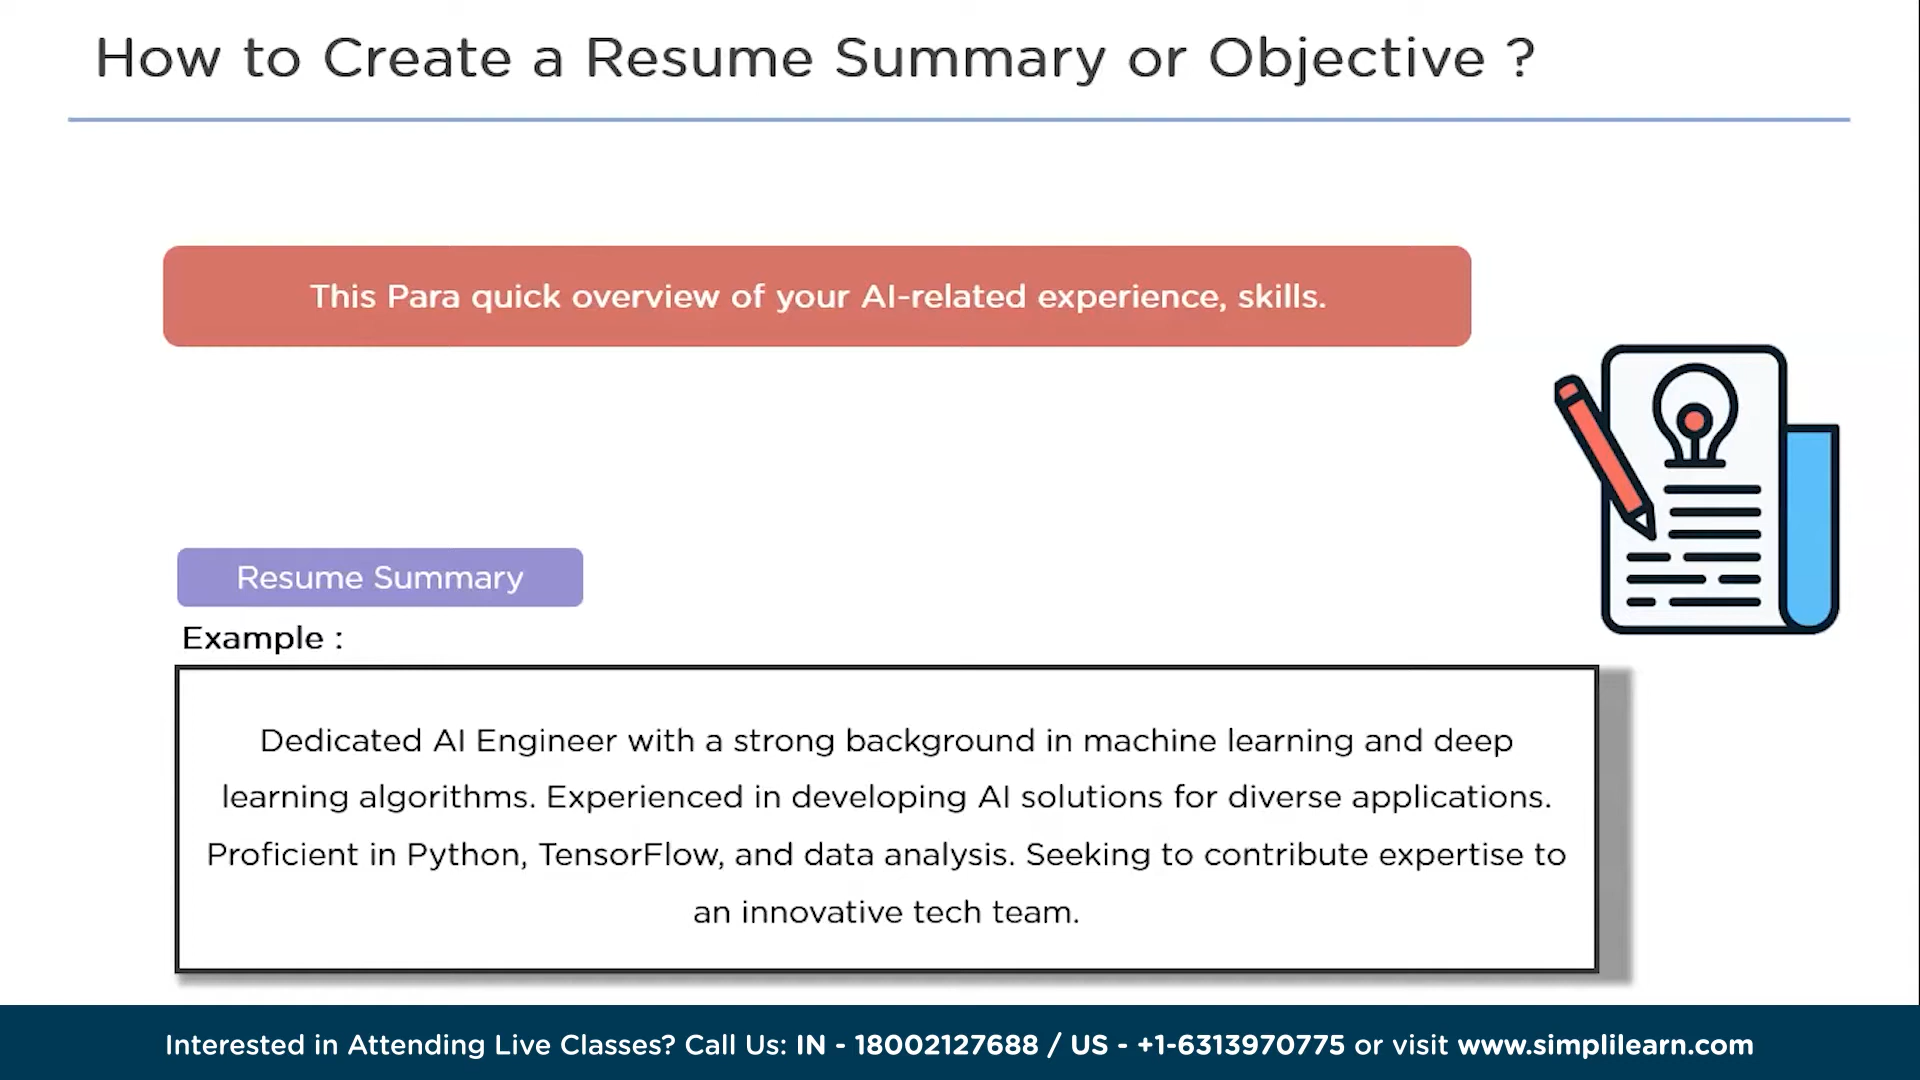 How to Create a Resume Summary or Objective ?
This Para quick overview of your AI-related experience, skills.
Resume Summary
Example :
Dedicated AI Engineer with a strong background in machine learning and deep
learning algorithms. Experienced in developing AI solutions for diverse applications.
Proficient in Python, TensorFlow, and data analysis. Seeking to contribute expertise to
an innovative tech team.
Interested in Attending Live Classes? Call Us: IN - 18002127688 / US - +1-6313970775 or visit www.simplilearn.com